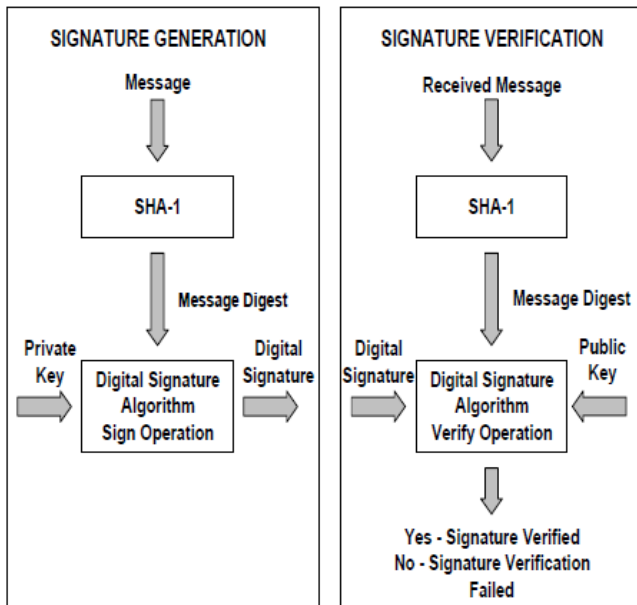 SIGNATURE GENERATION
Message
SHA-1
Message Digest
Private
Key
Digital Signature
Algorithm
Sign Operation
Digital
Signature
SIGNATURE VERIFICATION
Received Message
SHA-1
Message Digest
Digital
Signature
Digital Signature
Algorithm
Verify Operation
Public
Key
Yes - Signature Verified
No - Signature Verification
Failed